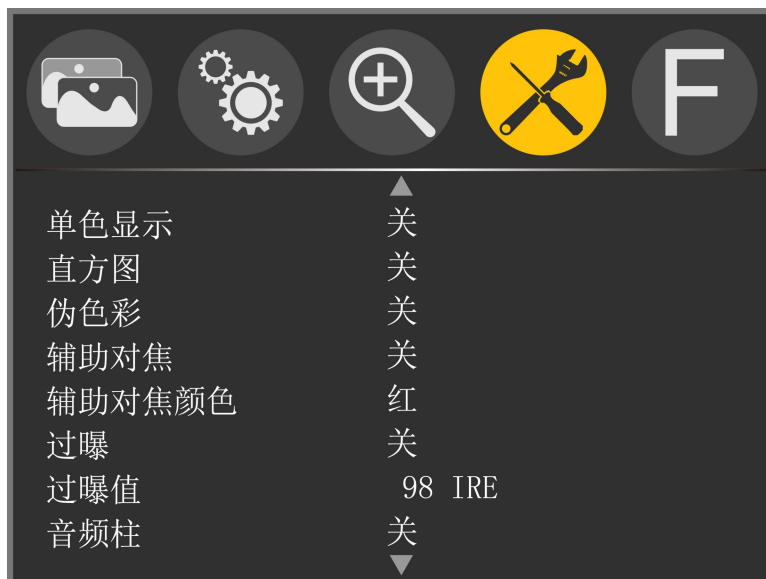 F
单色显示 关
直方图 关
伪色彩 关
辅助对焦 关
辅助对焦颜色 红
过曝 关
过曝值 98 IRE
音频柱 关